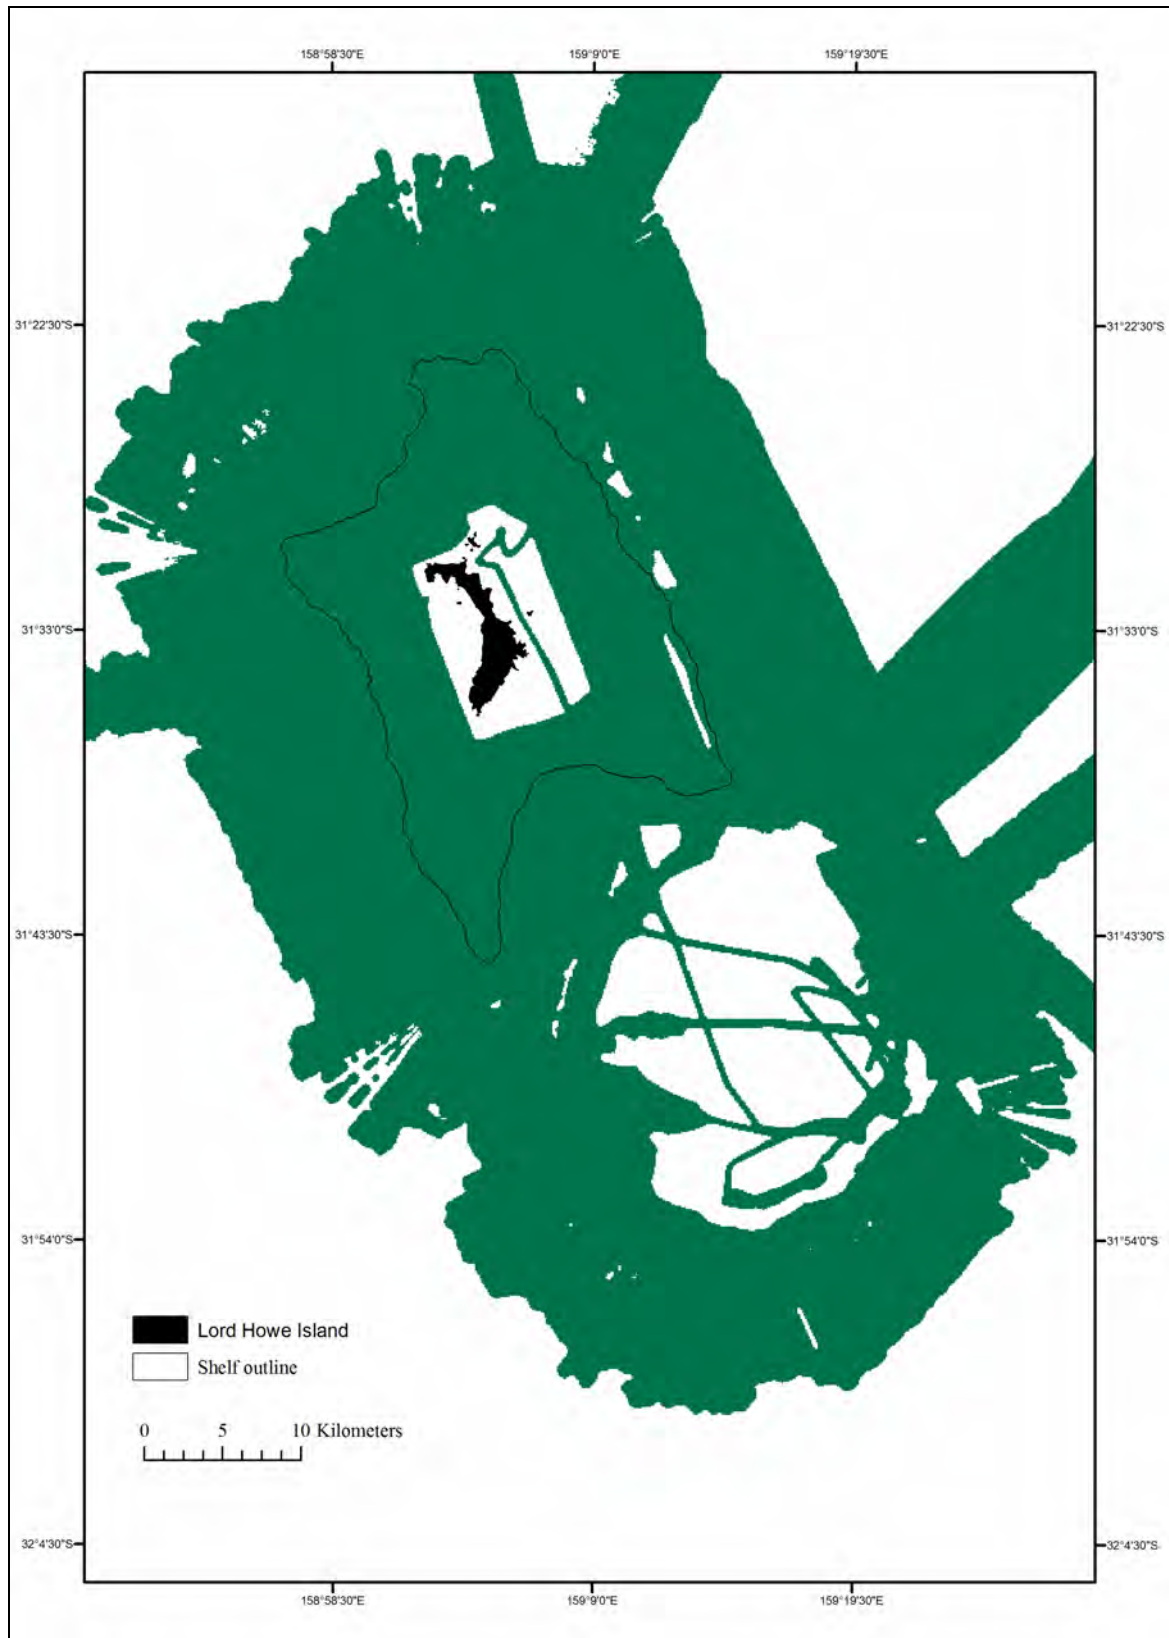 158°58'30"E 159°9'0"E 159°19'30"E
31°22'30"S 31°22'30"S
31°33'0"S 31°33'0"S
31°43'30"S 31°43'30"S
31°54'0"S 31°54'0"S
Lord Howe Island
Shelf outline
0 5 10 Kilometers
32°4'30"S 32°4'30"S
158°58'30"E 159°9'0"E 159°19'30"E